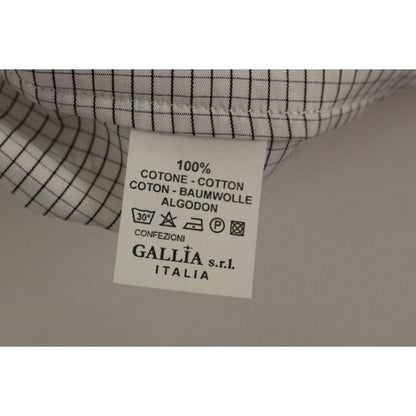 100%
COTONE - COTTON
COTON - BAUMWOLLE
ALGODON
30° P
CONFEZIONI
GALLIA s.r.l.
ITALIA